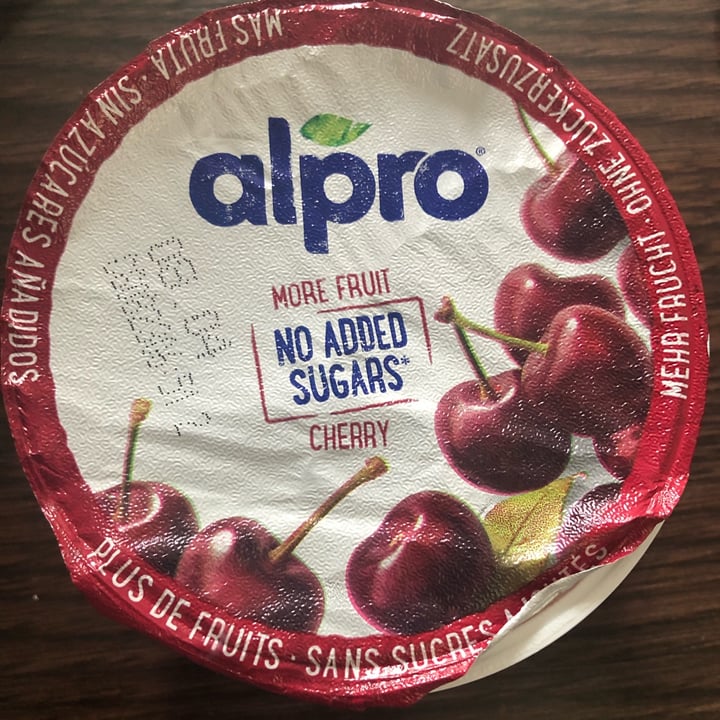 alpro®
MORE FRUIT
NO ADDED
SUGARS*
CHERRY
MÁS FRUTA · SIN AZÚCARES AÑADIDOS
MEHR FRUCHT · OHNE ZUCKERZUSATZ
PLUS DE FRUITS · SANS SUCRES